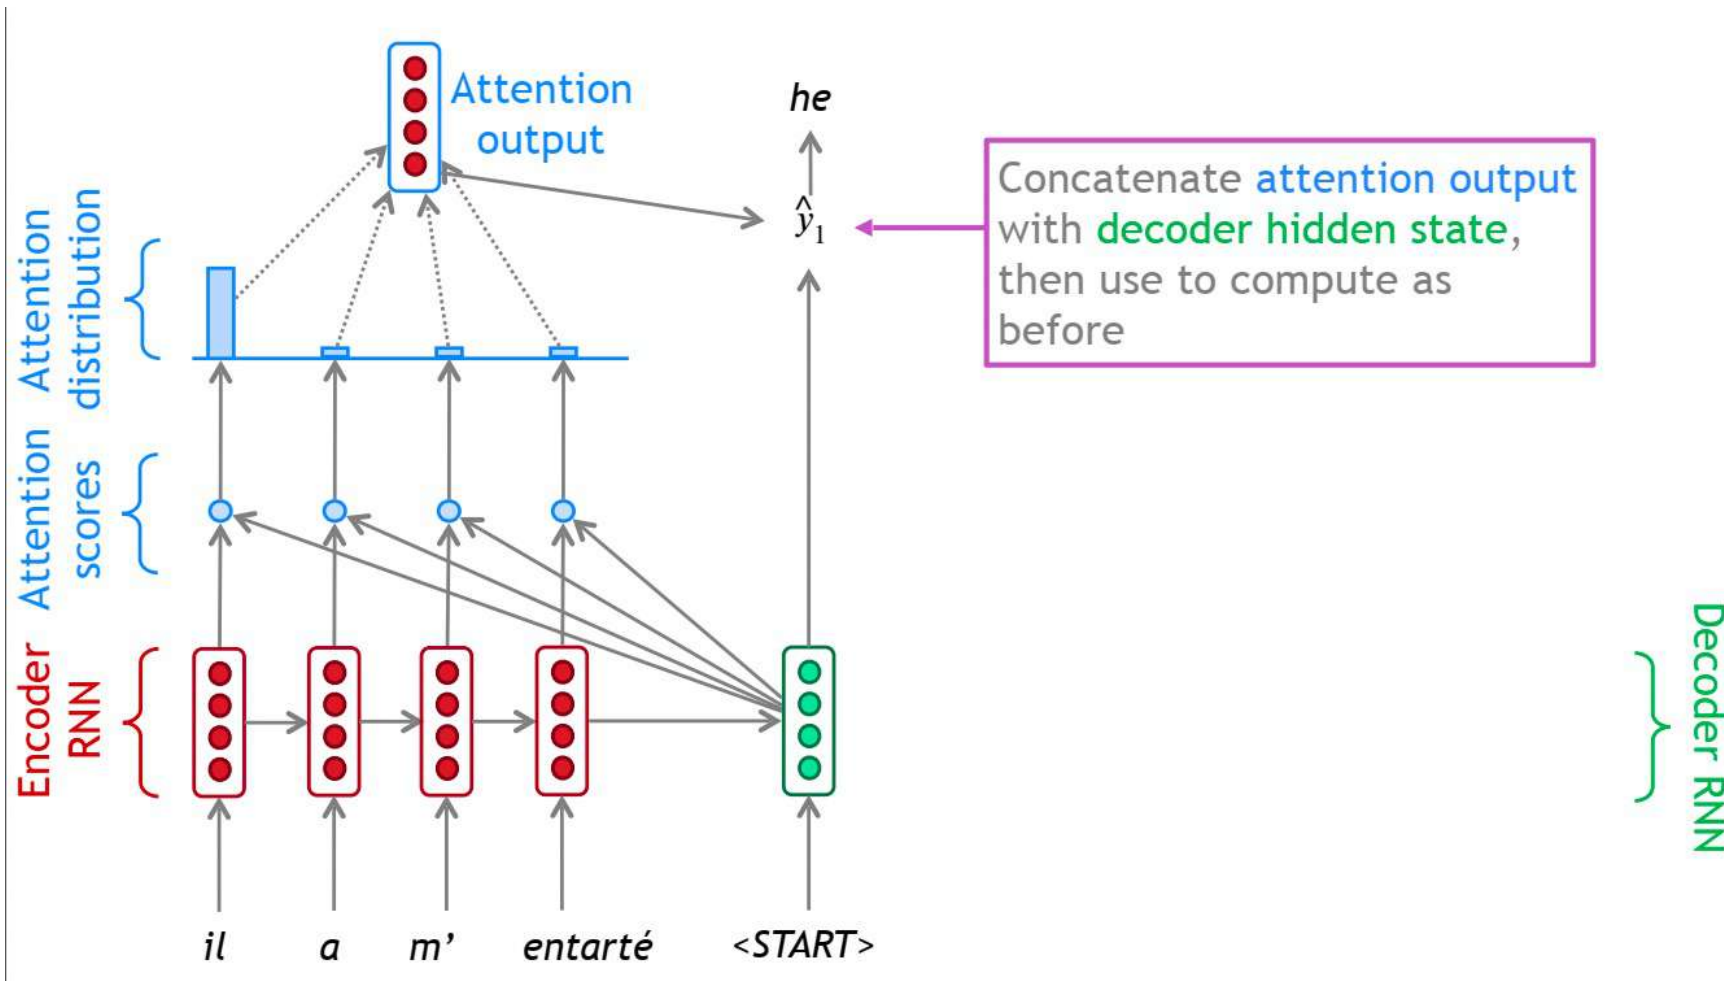 Attention
output
he
ŷ1
Concatenate attention output
with decoder hidden state,
then use to compute as
before
Attention
distribution
Attention
scores
Encoder
RNN
Decoder RNN
il
a
m’
entarté
<START>